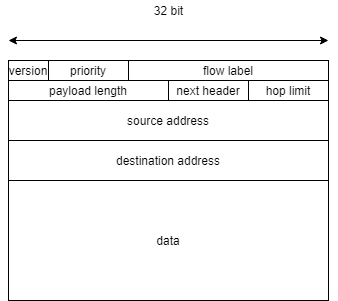 32 bit
version priority flow label
payload length next header hop limit
source address
destination address
data